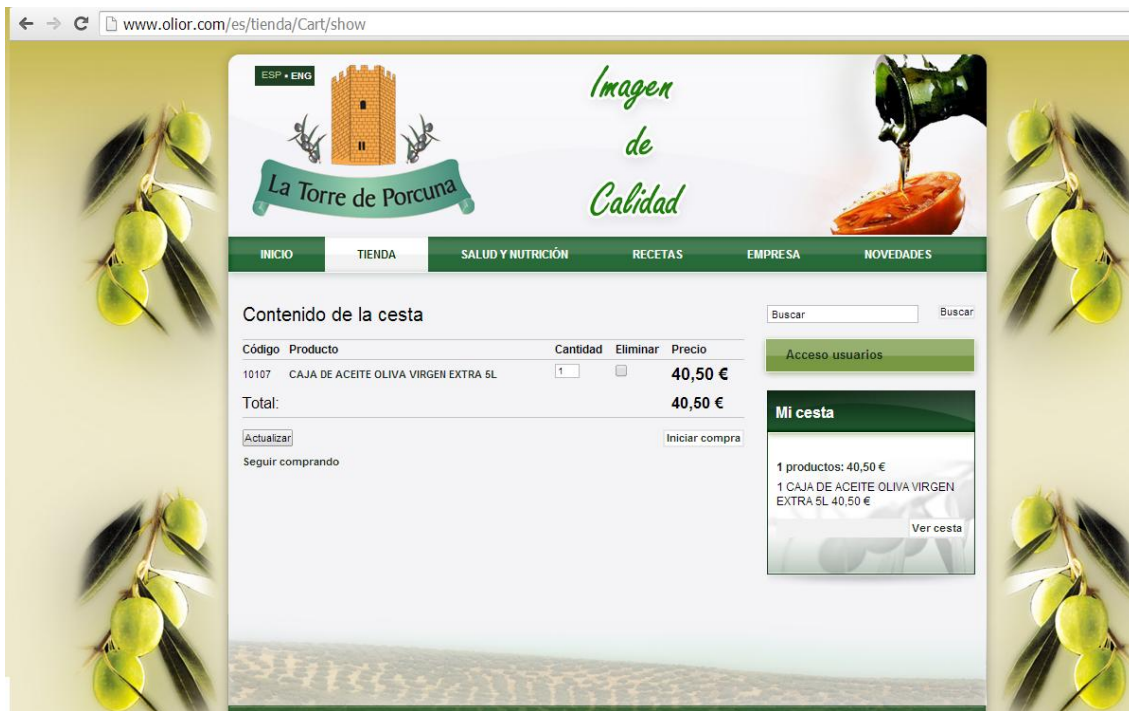 www.olior.com/es/tienda/Cart/show
ESP • ENG
La Torre de Porcuna
Imagen
de
Calidad
INICIO TIENDA SALUD Y NUTRICIÓN RECETAS EMPRESA NOVEDADES
Contenido de la cesta
Código Producto Cantidad Eliminar Precio
10107 CAJA DE ACEITE OLIVA VIRGEN EXTRA 5L 1 40,50 €
Total: 40,50 €
Actualizar Iniciar compra
Seguir comprando
Buscar Buscar
Acceso usuarios
Mi cesta
1 productos: 40,50 €
1 CAJA DE ACEITE OLIVA VIRGEN
EXTRA 5L 40,50 €
Ver cesta